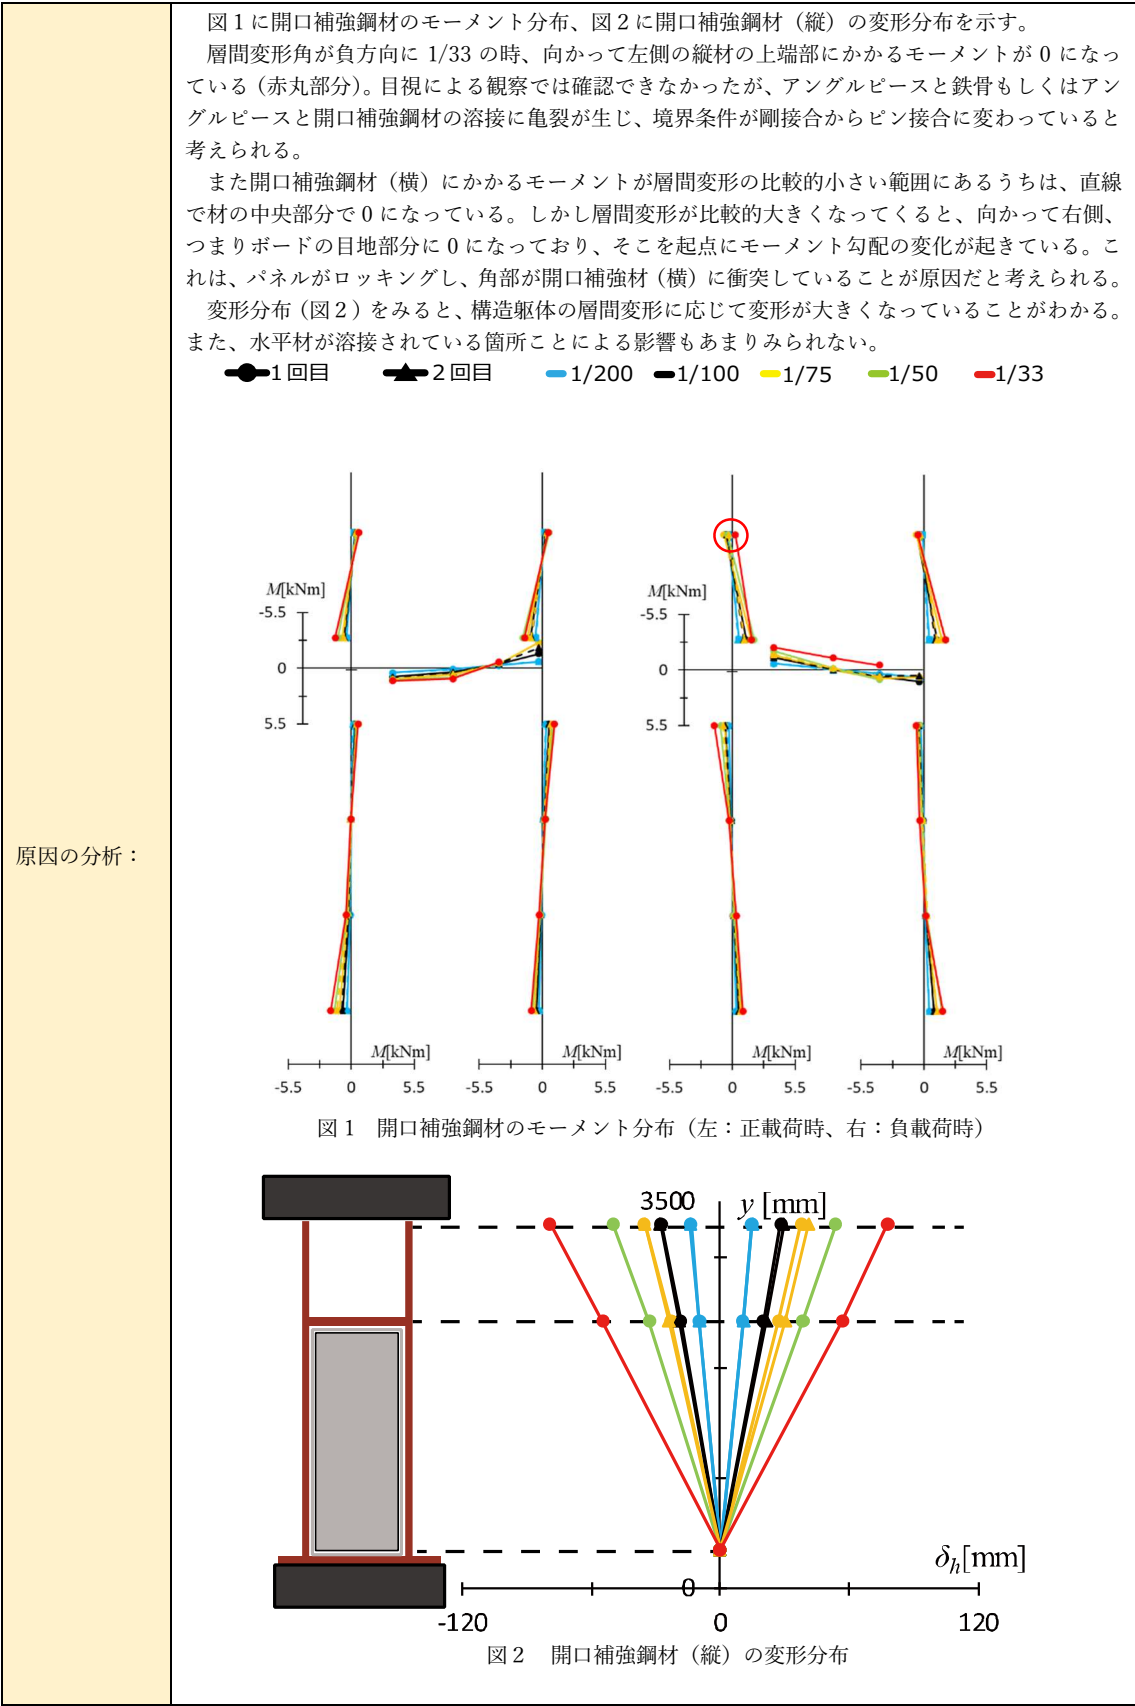 図１に開口補強鋼材のモーメント分布、図２に開口補強鋼材（縦）の変形分布を示す。
層間変形角が負方向に 1/33 の時、向かって左側の縦材の上端部にかかるモーメントが 0 になっ
ている（赤丸部分）。目視による観察では確認できなかったが、アングルピースと鉄骨もしくはアン
グルピースと開口補強鋼材の溶接に亀裂が生じ、境界条件が剛接合からピン接合に変わっていると
考えられる。
また開口補強鋼材（横）にかかるモーメントが層間変形の比較的小さい範囲にあるうちは、直線
で材の中央部分で 0 になっている。しかし層間変形が比較的大きくなってくると、向かって右側、
つまりボードの目地部分に 0 になっており、そこを起点にモーメント勾配の変化が起きている。こ
れは、パネルがロッキングし、角部が開口補強材（横）に衝突していることが原因だと考えられる。
変形分布（図２）をみると、構造躯体の層間変形に応じて変形が大きくなっていることがわかる。
また、水平材が溶接されている箇所ことによる影響もあまりみられない。
1回目 2回目 1/200 1/100 1/75 1/50 1/33
M[kNm] M[kNm]
-5.5 -5.5
0 0
5.5 5.5
原因の分析：
M[kNm] M[kNm] M[kNm] M[kNm]
-5.5 0 5.5 -5.5 0 5.5 -5.5 0 5.5 -5.5 0 5.5
図１　開口補強鋼材のモーメント分布（左：正載荷時、右：負載荷時）
3500 y [mm]
δh[mm]
0
-120 0 120
図２　開口補強鋼材（縦）の変形分布